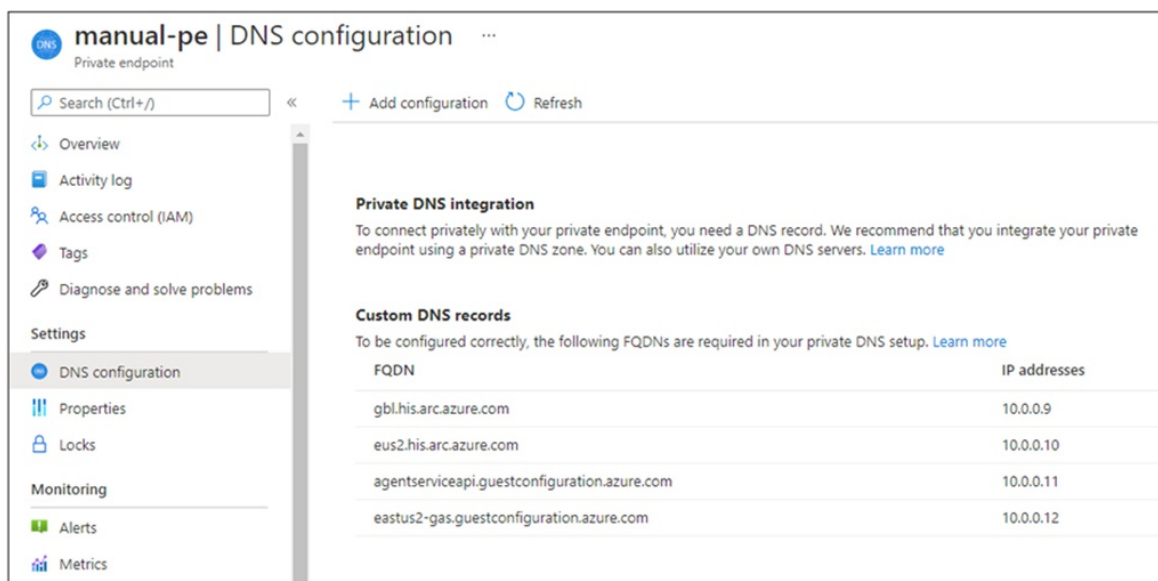 DNS
manual-pe | DNS configuration ...
Private endpoint
Search (Ctrl+/)
«
Add configuration
Refresh
Overview
Activity log
Access control (IAM)
Tags
Diagnose and solve problems
Settings
DNS configuration
Properties
Locks
Monitoring
Alerts
Metrics
Private DNS integration
To connect privately with your private endpoint, you need a DNS record. We recommend that you integrate your private
endpoint using a private DNS zone. You can also utilize your own DNS servers. Learn more
Custom DNS records
To be configured correctly, the following FQDNs are required in your private DNS setup. Learn more
FQDN IP addresses
gbl.his.arc.azure.com 10.0.0.9
eus2.his.arc.azure.com 10.0.0.10
agentserviceapi.guestconfiguration.azure.com 10.0.0.11
eastus2-gas.guestconfiguration.azure.com 10.0.0.12